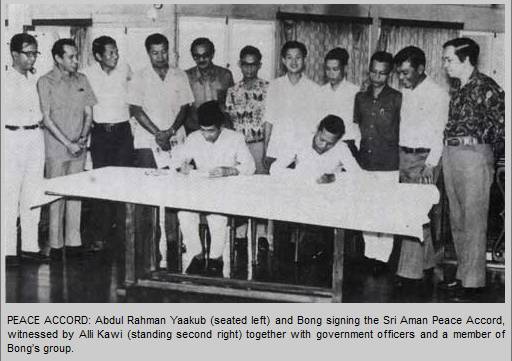 PEACE ACCORD: Abdul Rahman Yaakub (seated left) and Bong signing the Sri Aman Peace Accord,
witnessed by Alli Kawi (standing second right) together with government officers and a member of
Bong's group.